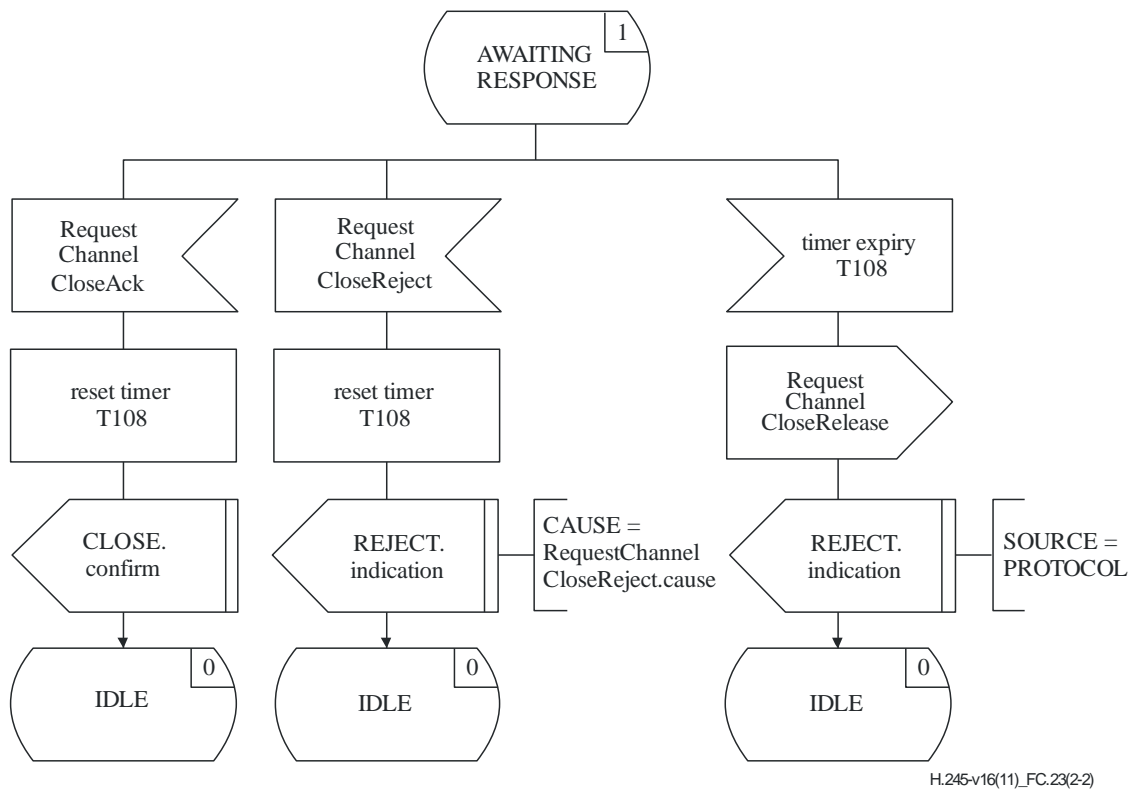 1
AWAITING
RESPONSE
Request
Channel
CloseAck
Request
Channel
CloseReject
timer expiry
T108
reset timer
T108
reset timer
T108
Request
Channel
CloseRelease
CLOSE.
confirm
REJECT.
indication
CAUSE =
RequestChannel
CloseReject.cause
REJECT.
indication
SOURCE =
PROTOCOL
0
IDLE
0
IDLE
0
IDLE
H.245-v16(11)_FC.23(2-2)